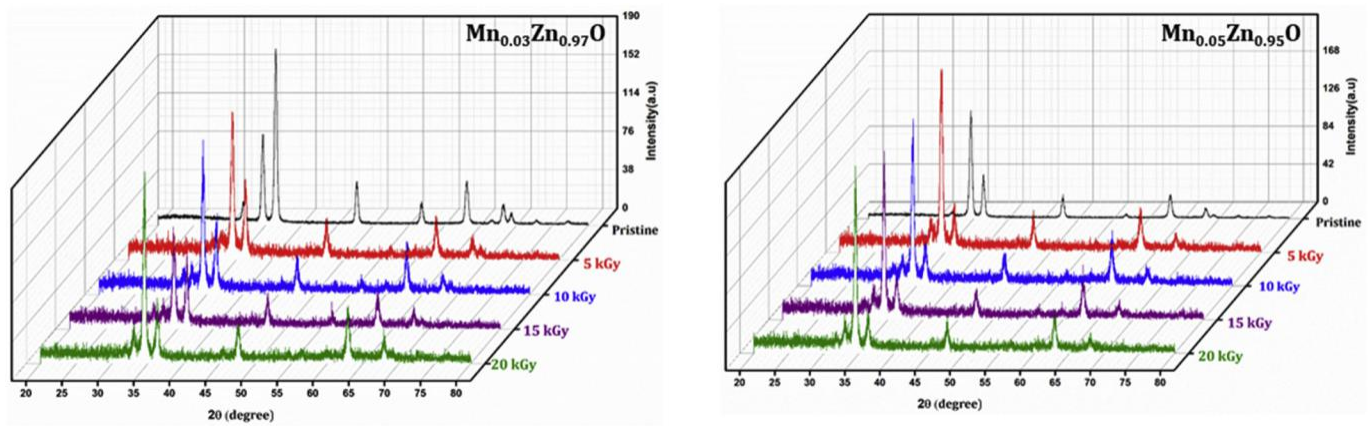 Mn₀.₀₃Zn₀.₉₇O
190
152
114
76
38
0
Intensity(a.u)
Pristine
5 kGy
10 kGy
15 kGy
20 kGy
20 25 30 35 40 45 50 55 60 65 70 75 80
2θ (degree)
Mn₀.₀₅Zn₀.₉₅O
168
126
84
42
0
Intensity(a.u)
Pristine
5 kGy
10 kGy
15 kGy
20 kGy
20 25 30 35 40 45 50 55 60 65 70 75 80
2θ (degree)